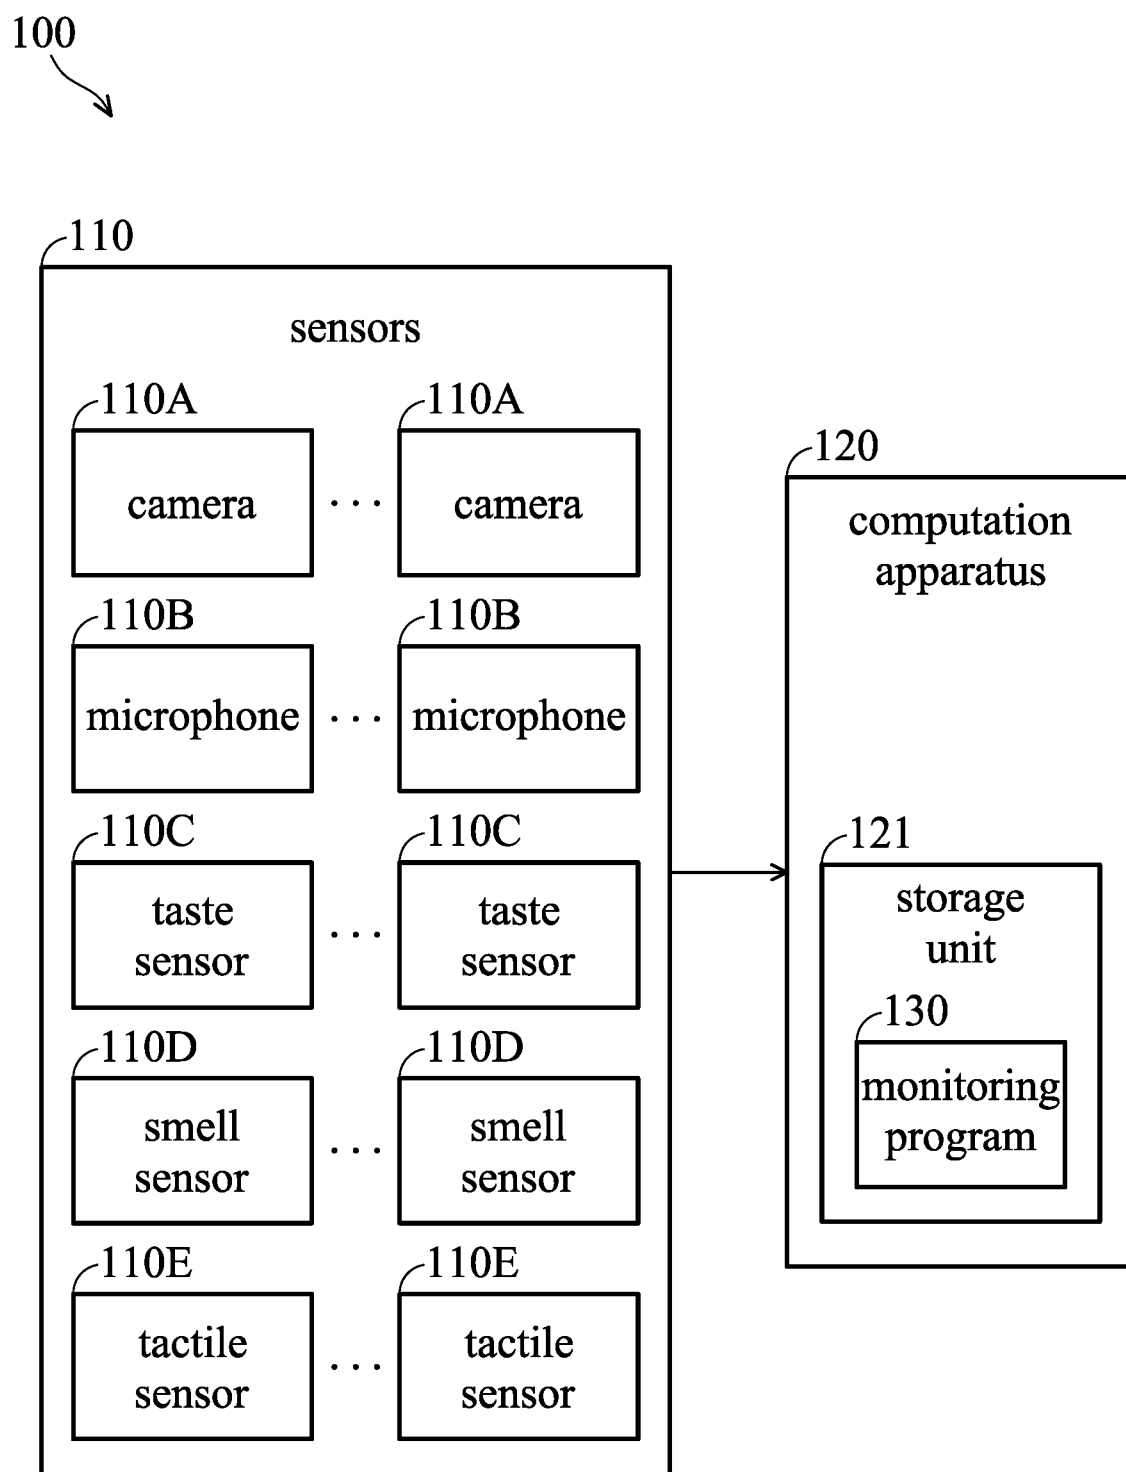 100
110
sensors
110A 110A
camera ... camera
110B 110B
microphone ... microphone
110C 110C
taste sensor ... taste sensor
110D 110D
smell sensor ... smell sensor
110E 110E
tactile sensor ... tactile sensor
120
computation
apparatus
121
storage
unit
130
monitoring
program